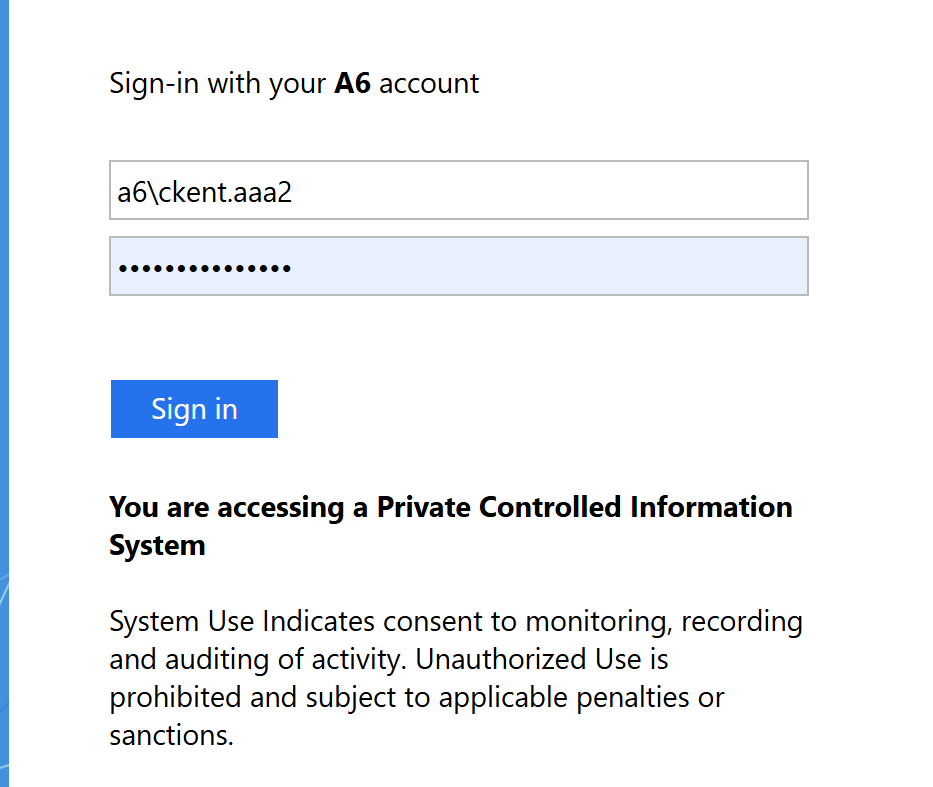 Sign-in with your A6 account
a6\ckent.aaa2
•••••••••••••••
Sign in
You are accessing a Private Controlled Information
System
System Use Indicates consent to monitoring, recording
and auditing of activity. Unauthorized Use is
prohibited and subject to applicable penalties or
sanctions.